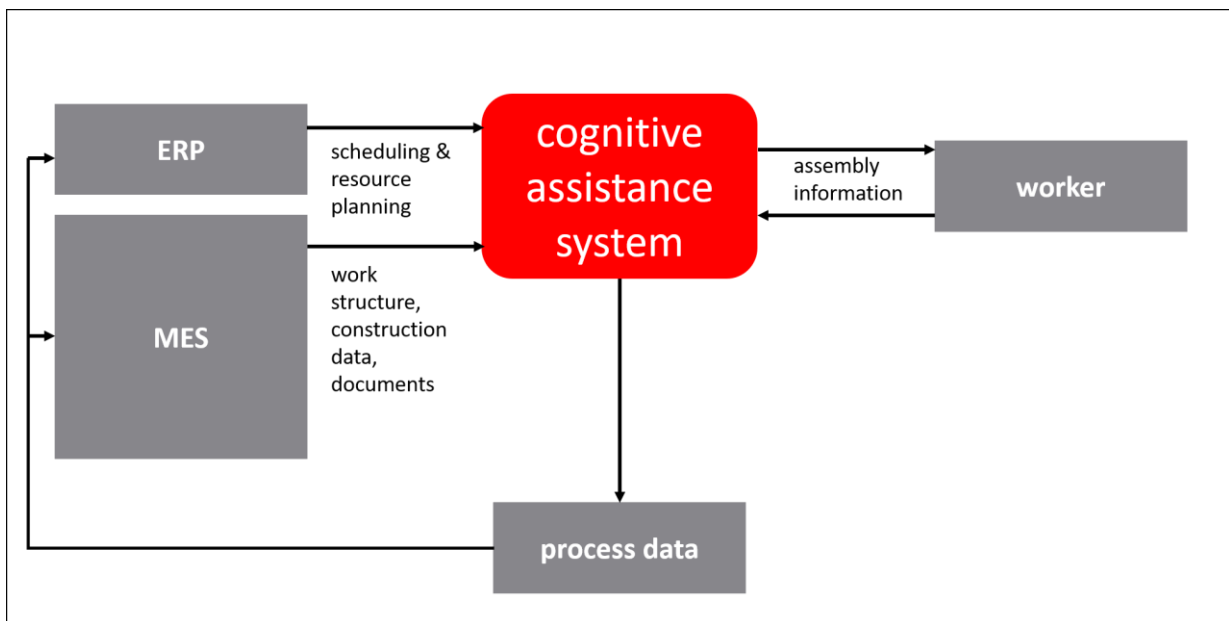 ERP
scheduling &
resource
planning
MES
work
structure,
construction
data,
documents
cognitive
assistance
system
assembly
information
worker
process data